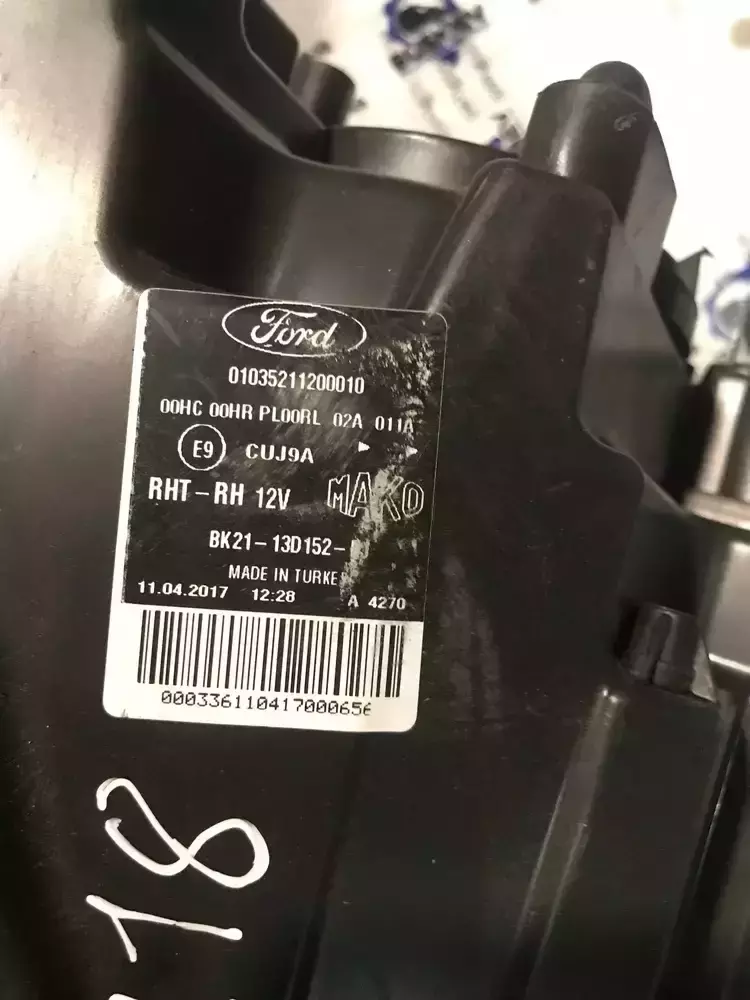 Ford
01035211200010
00HC 00HR PL00RL 02A 011A
E9 CUJ9A
RHT-RH 12V MAKO
BK21-13D152-
MADE IN TURKE
11.04.2017 12:28 A 4270
000336110417000656
18